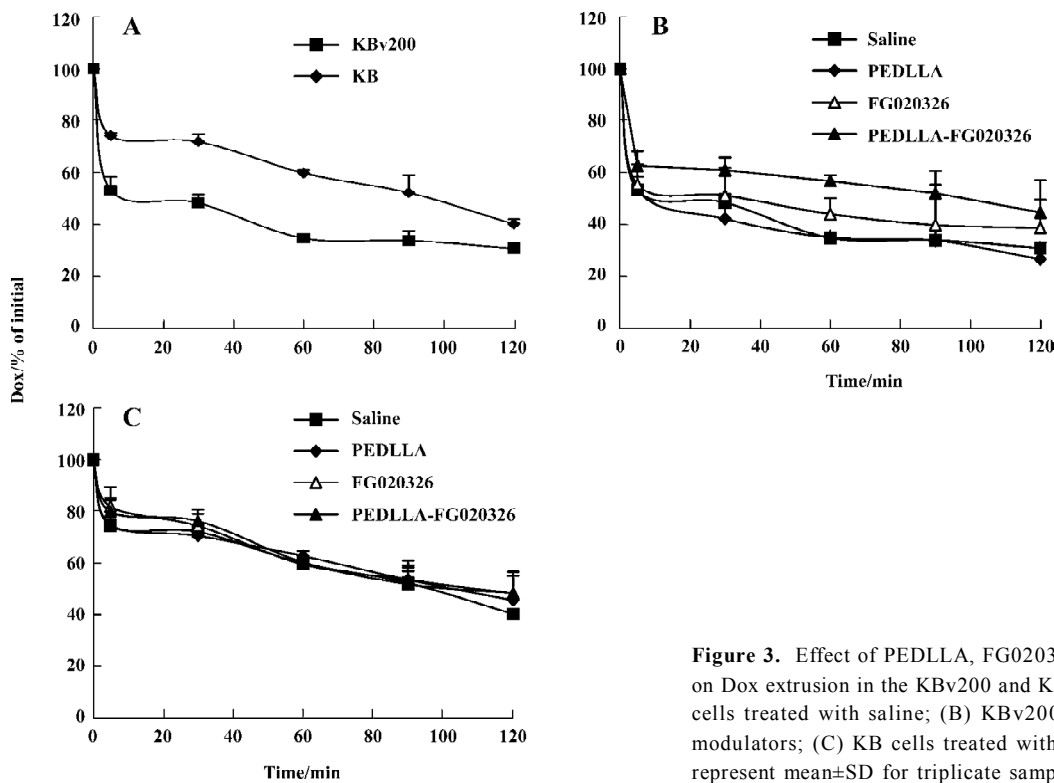 A
120
100
80
60
40
20
0
0 20 40 60 80 100 120
KBv200
KB
B
120
100
80
60
40
20
0
0 20 40 60 80 100 120
Time/min
Saline
PEDLLA
FG020326
PEDLLA-FG020326
Dox/% of initial
C
120
100
80
60
40
20
0
0 20 40 60 80 100 120
Time/min
Saline
PEDLLA
FG020326
PEDLLA-FG020326
Figure 3. Effect of PEDLLA, FG0203
on Dox extrusion in the KBv200 and K
cells treated with saline; (B) KBv200
modulators; (C) KB cells treated with
represent mean±SD for triplicate samp